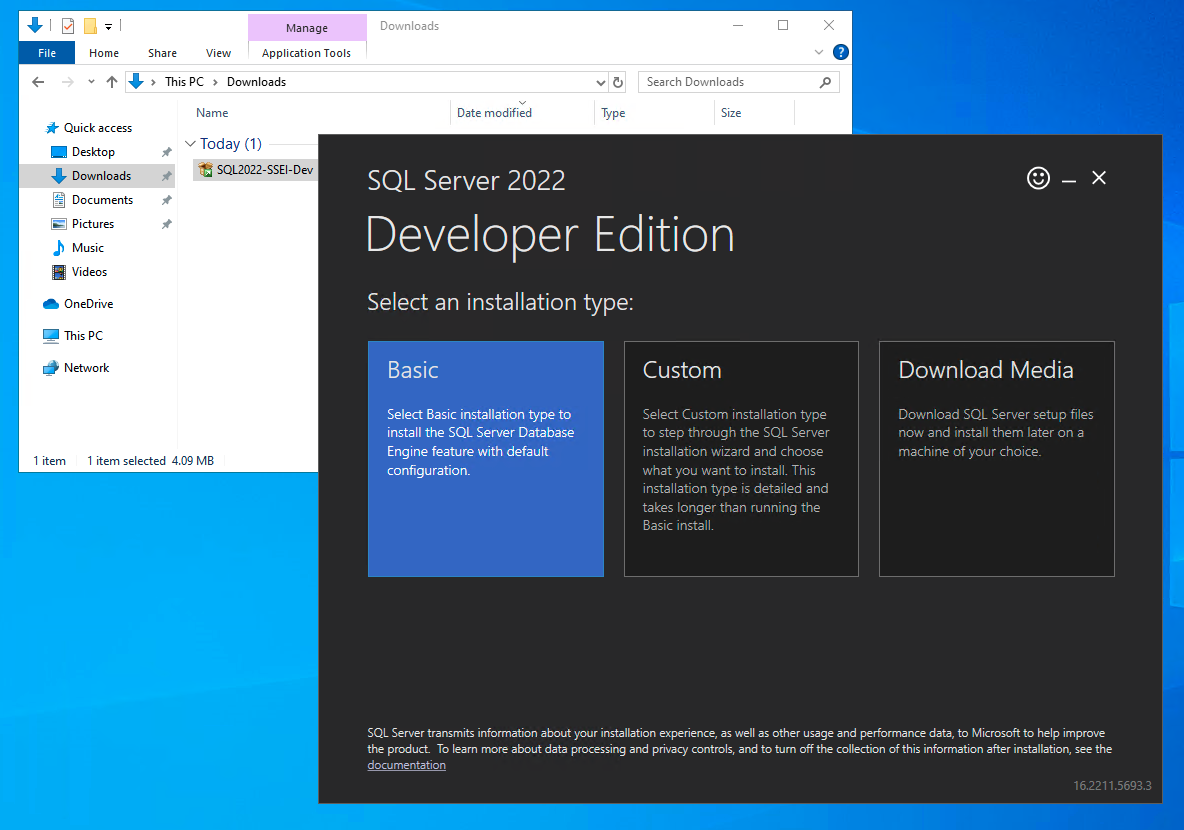 Manage
Downloads
File
Home
Share
View
Application Tools
?
This PC
Downloads
Search Downloads
Name
Date modified
Type
Size
Quick access
Desktop
Downloads
Documents
Pictures
Music
Videos
OneDrive
This PC
Network
Today (1)
SQL2022-SSEI-Dev
1 item
1 item selected 4.09 MB
SQL Server 2022
Developer Edition
Select an installation type:
Basic
Select Basic installation type to
install the SQL Server Database
Engine feature with default
configuration.
Custom
Select Custom installation type
to step through the SQL Server
installation wizard and choose
what you want to install. This
installation type is detailed and
takes longer than running the
Basic install.
Download Media
Download SQL Server setup files
now and install them later on a
machine of your choice.
SQL Server transmits information about your installation experience, as well as other usage and performance data, to Microsoft to help improve
the product. To learn more about data processing and privacy controls, and to turn off the collection of this information after installation, see the
documentation
16.2211.5693.3